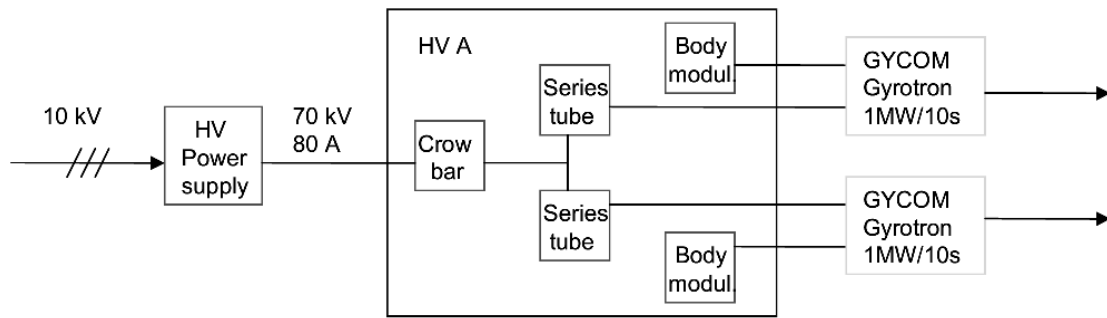 10 kV
HV
Power
supply
70 kV
80 A
HV A
Crow
bar
Series
tube
Series
tube
Body
modul.
Body
modul.
GYCOM
Gyrotron
1MW/10s
GYCOM
Gyrotron
1MW/10s